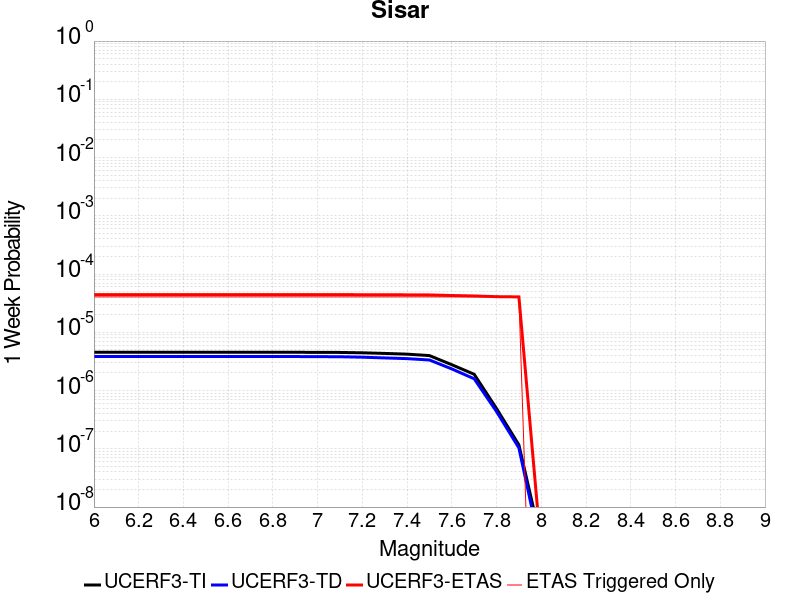 Sisar
10^0
10^-1
10^-2
10^-3
10^-4
10^-5
10^-6
10^-7
10^-8
1 Week Probability
6 6.2 6.4 6.6 6.8 7 7.2 7.4 7.6 7.8 8 8.2 8.4 8.6 8.8 9
Magnitude
UCERF3-TI UCERF3-TD UCERF3-ETAS ETAS Triggered Only